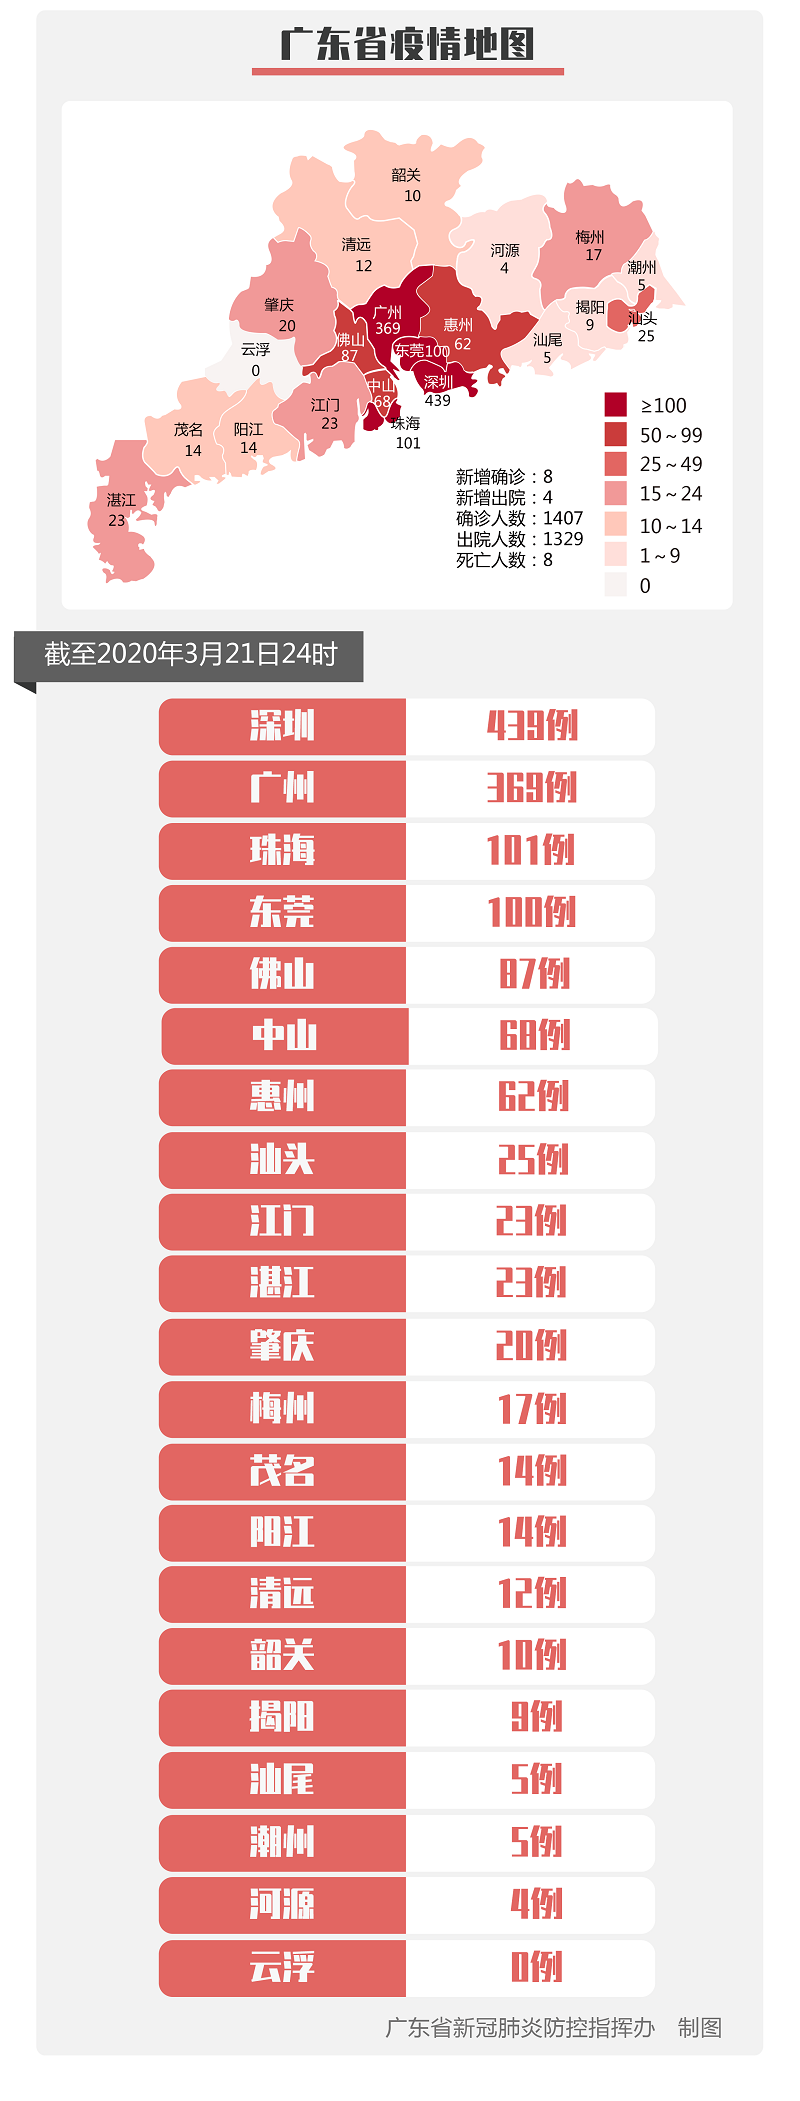 广东省疫情地图
韶关
10
清远
12
河源
4
梅州
17
潮州
5
肇庆
20
广州
369
惠州
62
揭阳
9
汕头
25
佛山
87
云浮
0
东莞100
汕尾
5
中山
68
深圳
439
江门
23
珠海
101
茂名
14
阳江
14
湛江
23
新增确诊：8
新增出院：4
确诊人数：1407
出院人数：1329
死亡人数：8
≥100
50～99
25～49
15～24
10～14
1～9
0
截至2020年3月21日24时
深圳 439例
广州 369例
珠海 101例
东莞 100例
佛山 87例
中山 68例
惠州 62例
汕头 25例
江门 23例
湛江 23例
肇庆 20例
梅州 17例
茂名 14例
阳江 14例
清远 12例
韶关 10例
揭阳 9例
汕尾 5例
潮州 5例
河源 4例
云浮 0例
广东省新冠肺炎防控指挥办 制图